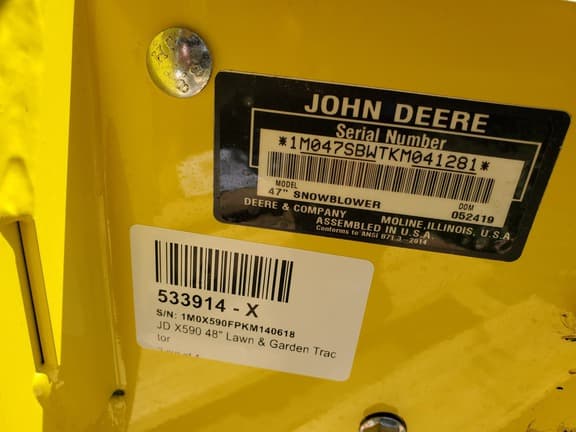 JOHN DEERE
Serial Number
*1M047SBWTKM041281*
MODEL
47" SNOWBLOWER
DOM
052419
DEERE & COMPANY MOLINE, ILLINOIS, U.S.A.
ASSEMBLED IN U.S.A.
Conforms to ANSI B71.3 - 2014
533914 - X
S/N: 1M0X590FPKM140618
JD X590 48" Lawn & Garden Trac
tor